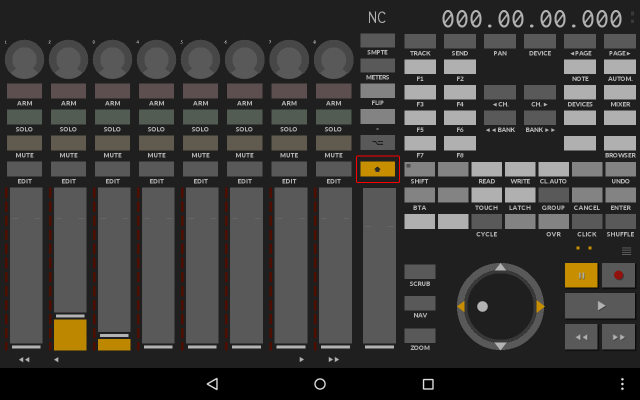 NC 000.00.00.000
1 2 3 4 5 6 7 8
SMPTE TRACK SEND PAN DEVICE ◄PAGE PAGE►
METERS F1 F2 NOTE AUTOM.
ARM ARM ARM ARM ARM ARM ARM ARM FLIP F3 F4 ◄CH. CH.► DEVICES MIXER
SOLO SOLO SOLO SOLO SOLO SOLO SOLO SOLO - F5 F6 ◄◄BANK BANK►►
MUTE MUTE MUTE MUTE MUTE MUTE MUTE MUTE F7 F8 BROWSER
EDIT EDIT EDIT EDIT EDIT EDIT EDIT EDIT SHIFT READ WRITE CL.AUTO UNDO
BTA TOUCH LATCH GROUP CANCEL ENTER
CYCLE OVR CLICK SHUFFLE
SCRUB
NAV
ZOOM